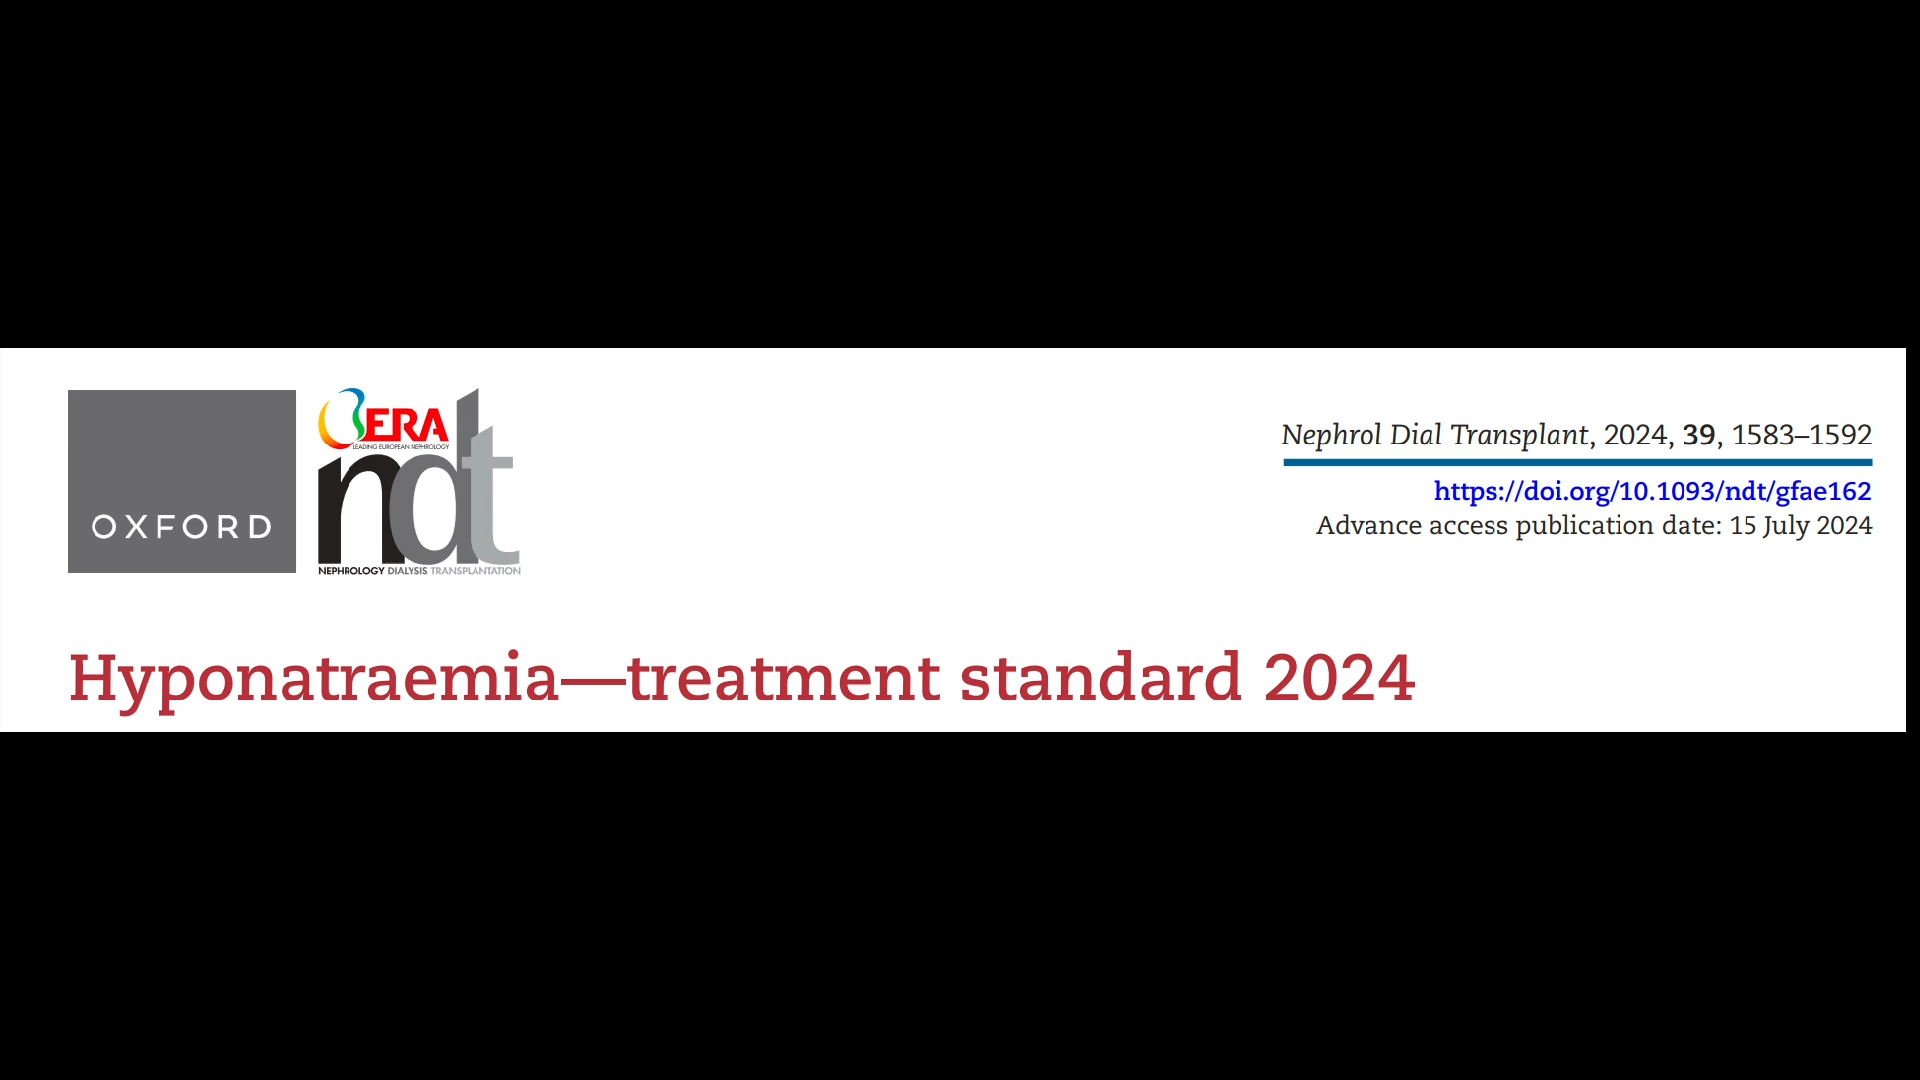 OXFORD
ERA
LEADING EUROPEAN NEPHROLOGY
ndt
NEPHROLOGY DIALYSIS TRANSPLANTATION
Nephrol Dial Transplant, 2024, 39, 1583–1592
https://doi.org/10.1093/ndt/gfae162
Advance access publication date: 15 July 2024
Hyponatraemia—treatment standard 2024